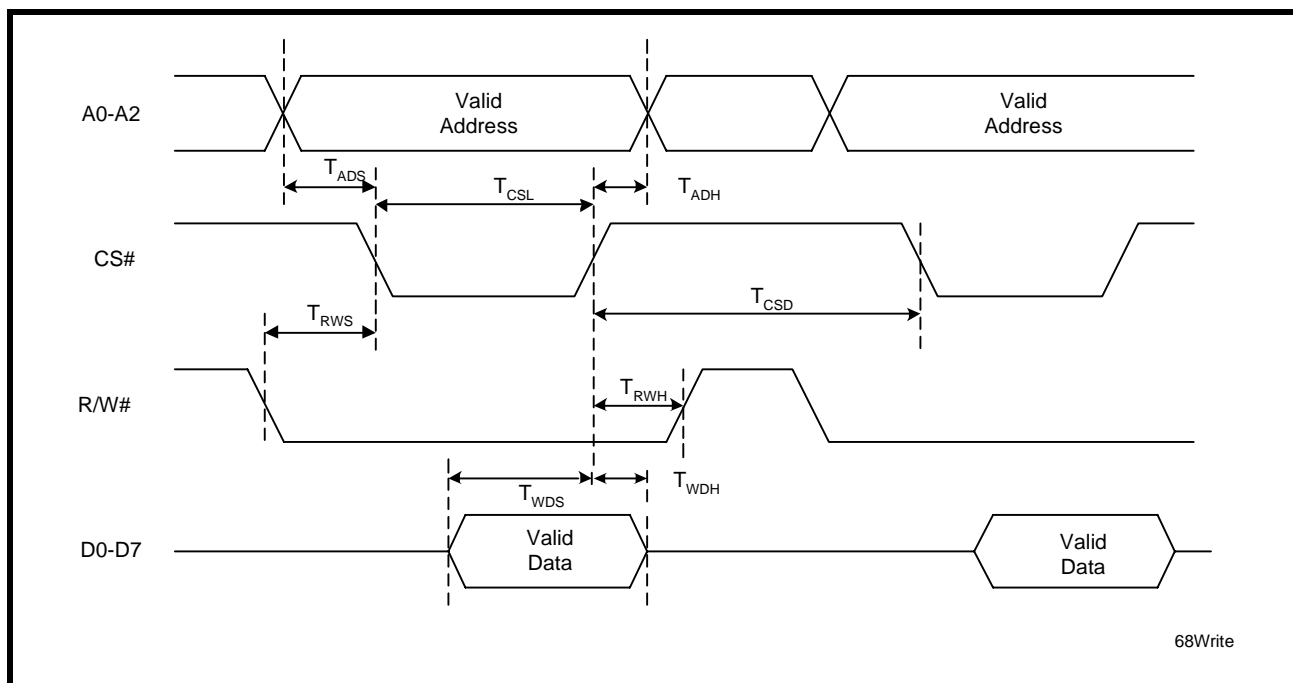 A0-A2
Valid
Address
Valid
Address
TADS
TCSL
TADH
CS#
TCSD
TRWS
TRWH
R/W#
TWDS
TWDH
D0-D7
Valid
Data
Valid
Data
68Write